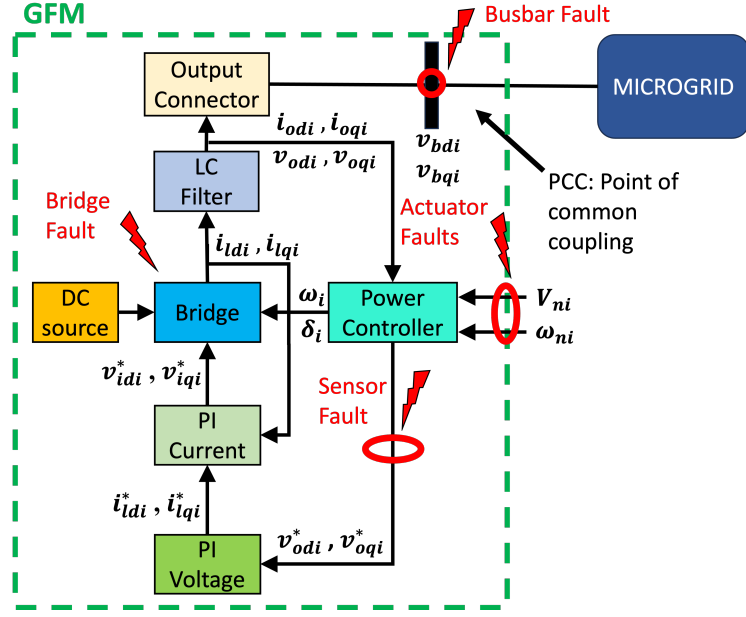 GFM
Busbar Fault
Output
Connector
MICROGRID
i_odi , i_oqi
v_odi , v_oqi
v_bdi
v_bqi
LC
Filter
PCC: Point of
common
coupling
Bridge
Fault
Actuator
Faults
i_ldi , i_lqi
DC
source
Bridge
ω_i
δ_i
Power
Controller
V_ni
ω_ni
v*_idi , v*_iqi
Sensor
Fault
PI
Current
i*_ldi , i*_lqi
v*_odi , v*_oqi
PI
Voltage